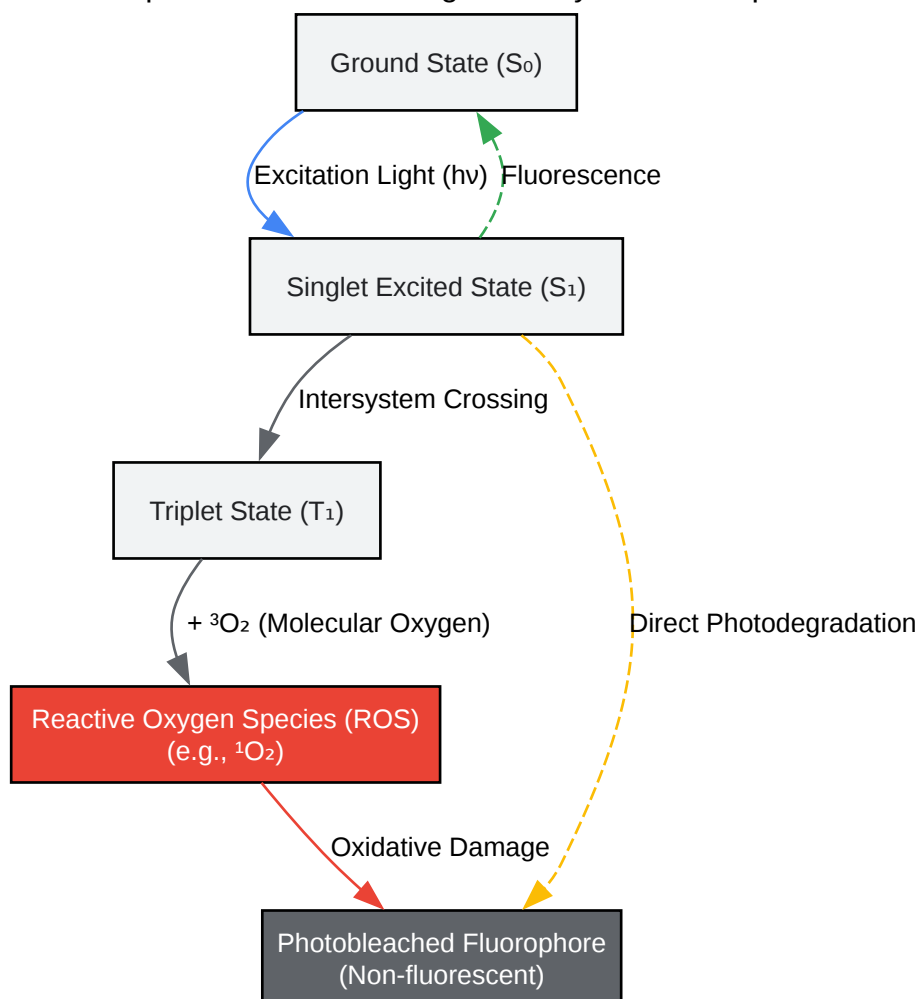 Ground State (S₀)
Excitation Light (hν)
Fluorescence
Singlet Excited State (S₁)
Intersystem Crossing
Triplet State (T₁)
+ ³O₂ (Molecular Oxygen)
Direct Photodegradation
Reactive Oxygen Species (ROS)
(e.g., ¹O₂)
Oxidative Damage
Photobleached Fluorophore
(Non-fluorescent)